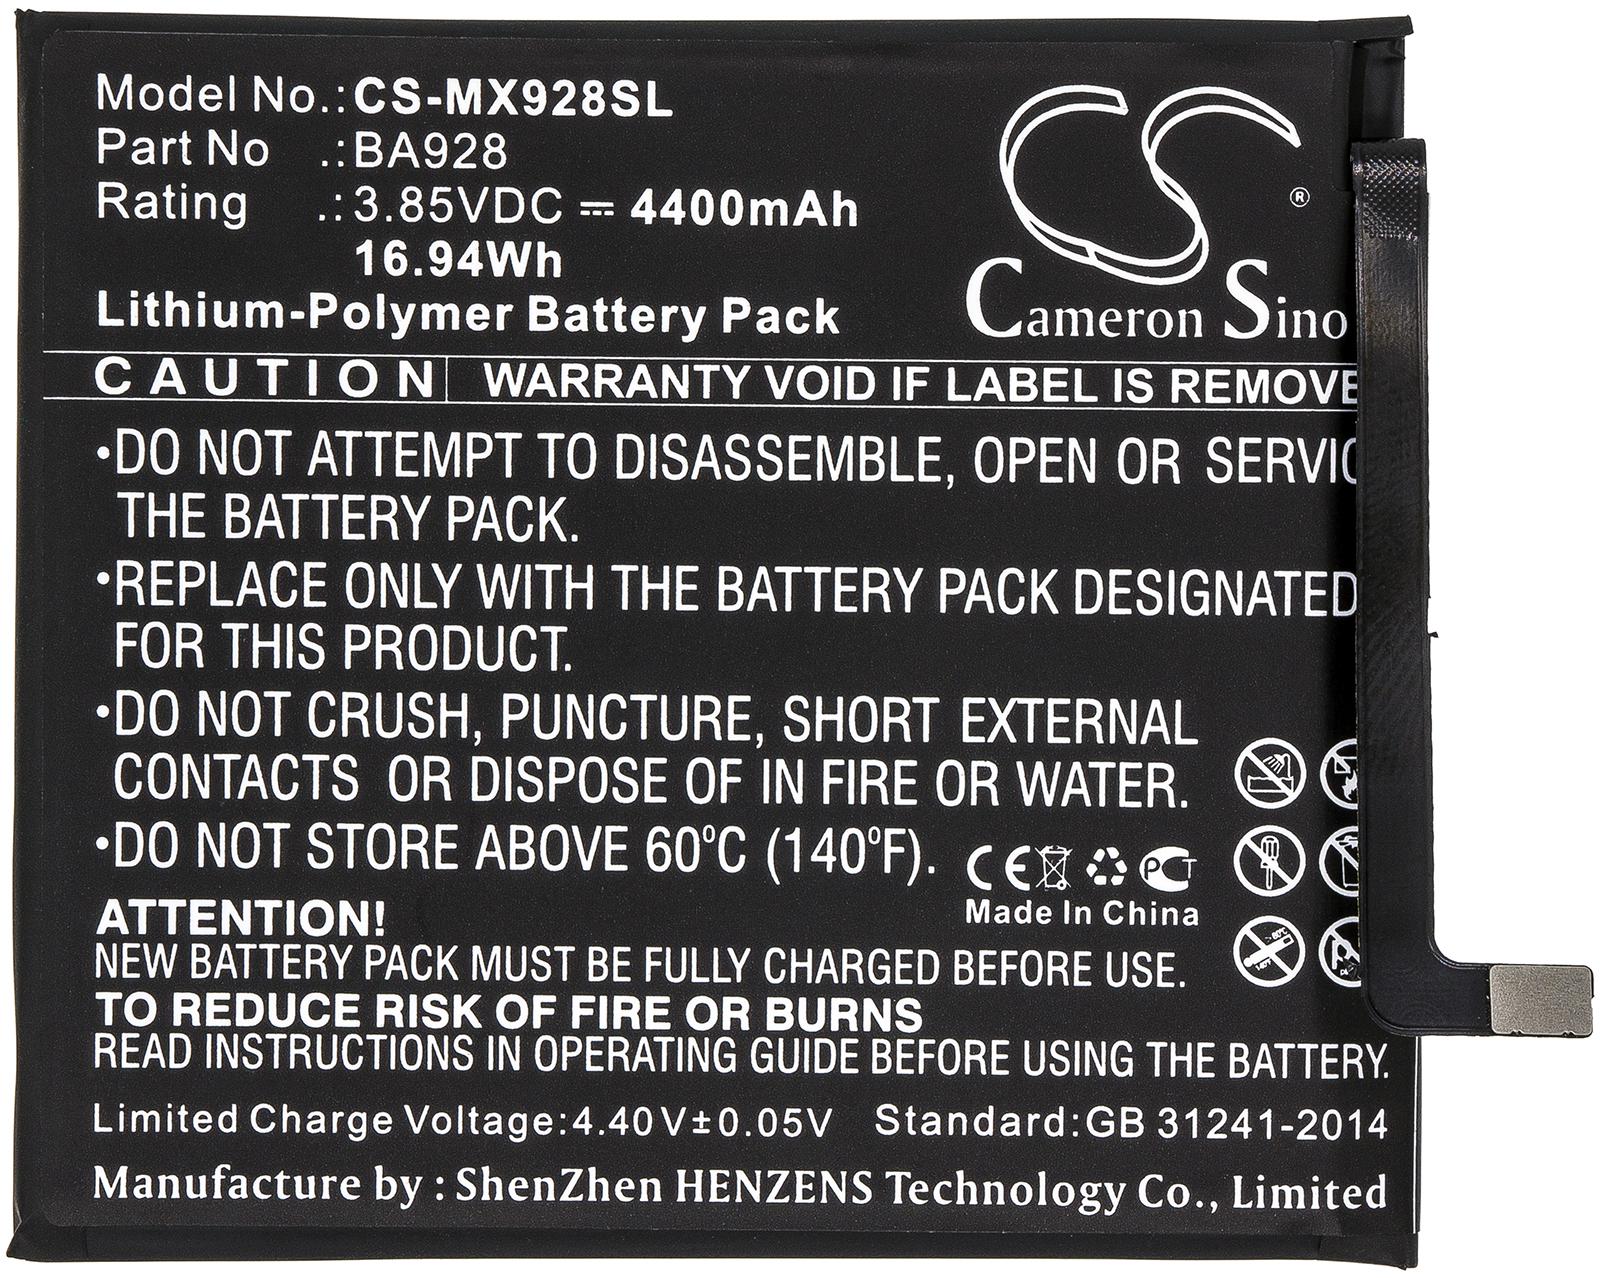 Model No.:CS-MX928SL
Part No .:BA928
Rating .:3.85VDC ⎓ 4400mAh
16.94Wh
Lithium-Polymer Battery Pack
CS
®
Cameron Sino
CAUTION WARRANTY VOID IF LABEL IS REMOVE
•DO NOT ATTEMPT TO DISASSEMBLE, OPEN OR SERVIC
THE BATTERY PACK.
•REPLACE ONLY WITH THE BATTERY PACK DESIGNATED
FOR THIS PRODUCT.
•DO NOT CRUSH, PUNCTURE, SHORT EXTERNAL
CONTACTS OR DISPOSE OF IN FIRE OR WATER.
•DO NOT STORE ABOVE 60°C (140°F).
CE PCT
Made In China
ATTENTION!
NEW BATTERY PACK MUST BE FULLY CHARGED BEFORE USE.
TO REDUCE RISK OF FIRE OR BURNS
READ INSTRUCTIONS IN OPERATING GUIDE BEFORE USING THE BATTERY.
Limited Charge Voltage:4.40V±0.05V Standard:GB 31241-2014
Manufacture by : ShenZhen HENZENS Technology Co., Limited